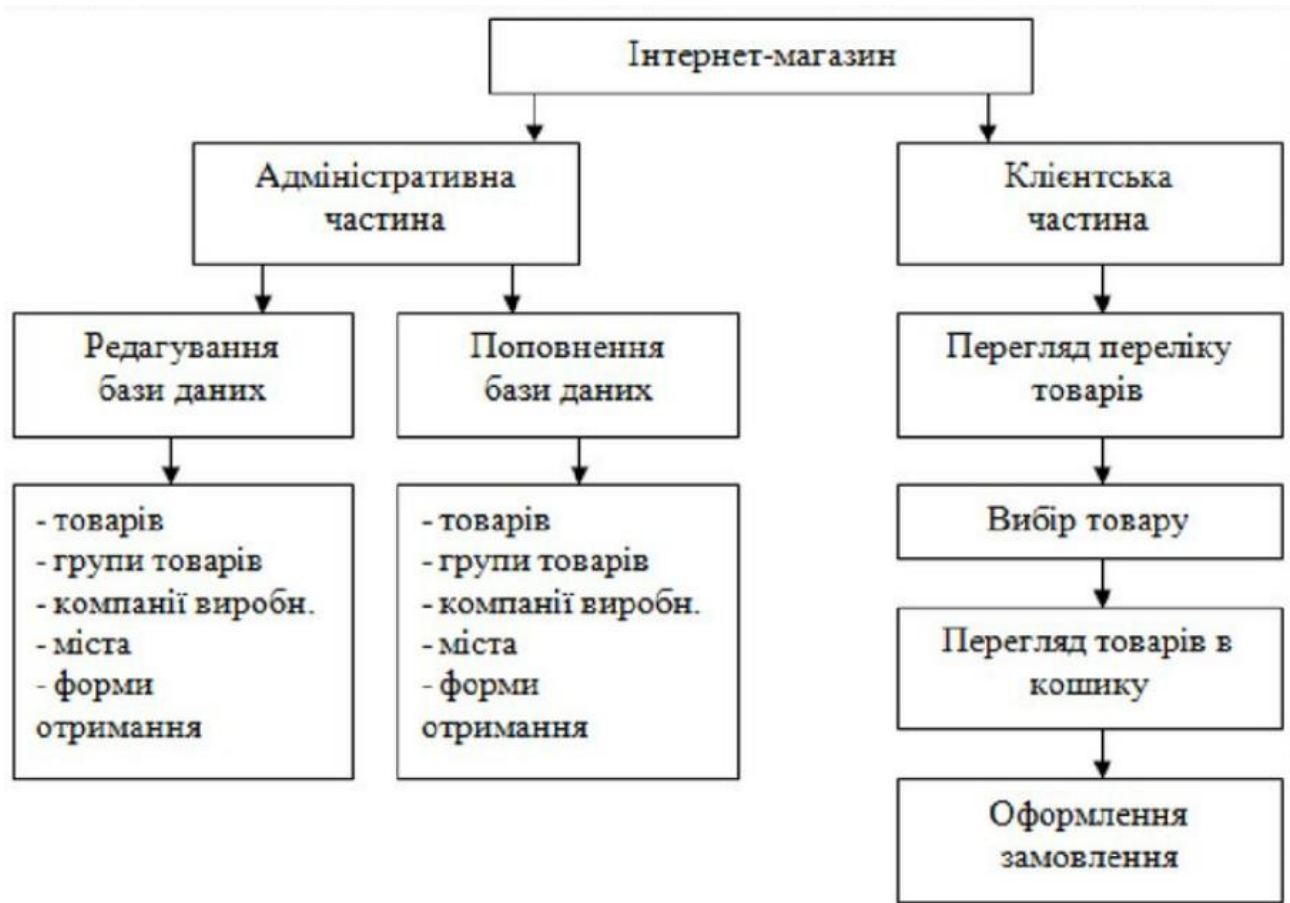 Інтернет-магазин
Адміністративна
частина
Клієнтська
частина
Редагування
бази даних
Поповнення
бази даних
Перегляд переліку
товарів
- товарів
- групи товарів
- компанії виробн.
- міста
- форми
отримання
- товарів
- групи товарів
- компанії виробн.
- міста
- форми
отримання
Вибір товару
Перегляд товарів в
кошику
Оформлення
замовлення